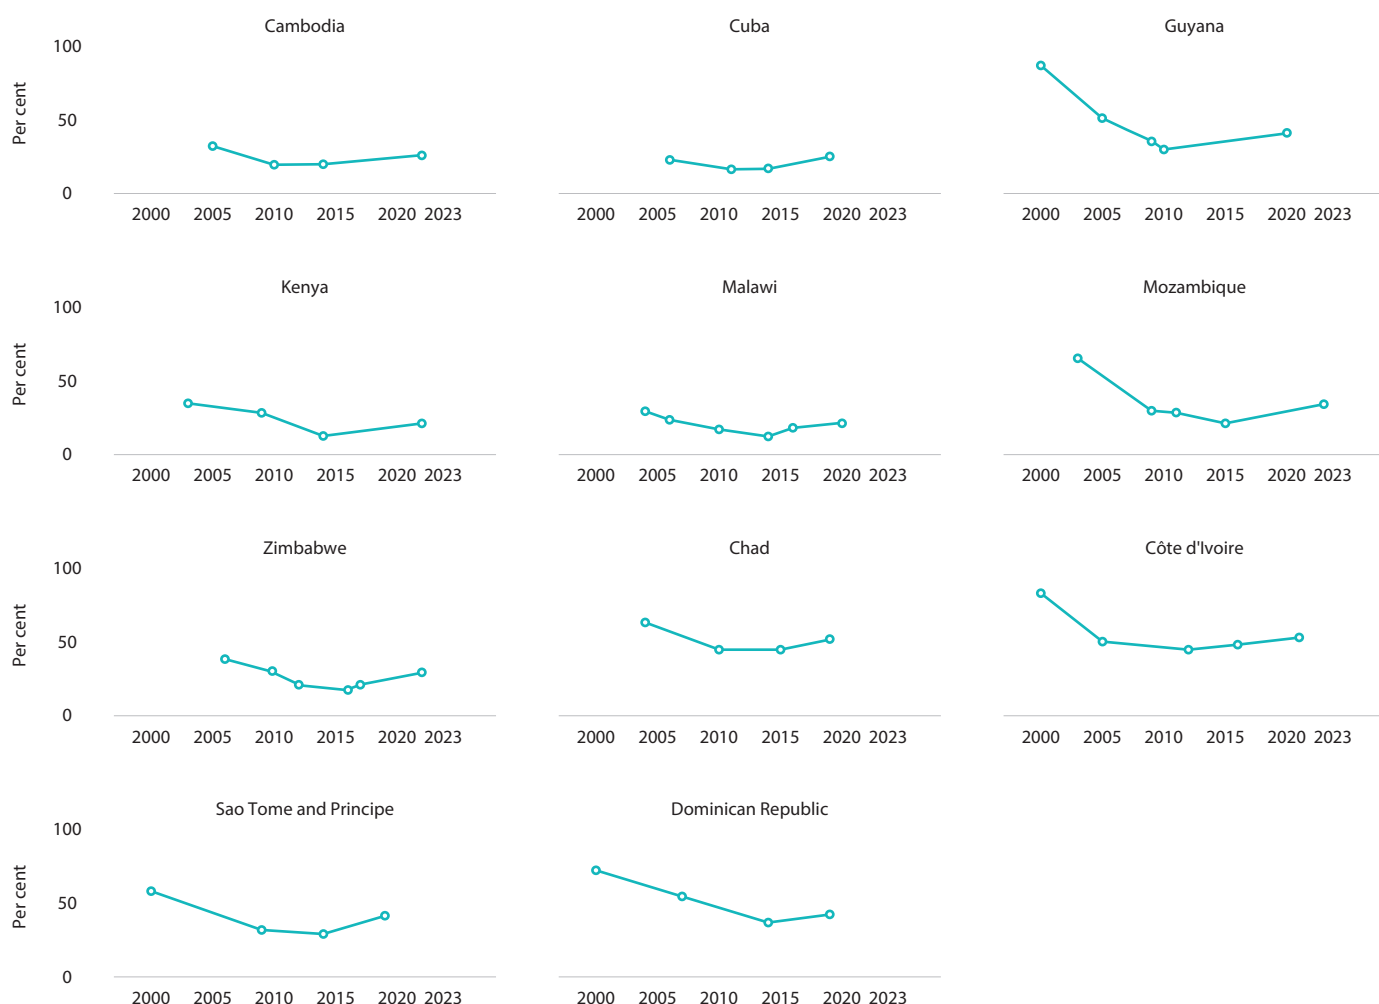 Cambodia
Cuba
Guyana
Per cent
100
50
0
2000 2005 2010 2015 2020 2023
2000 2005 2010 2015 2020 2023
2000 2005 2010 2015 2020 2023
Kenya
Malawi
Mozambique
Per cent
100
50
0
2000 2005 2010 2015 2020 2023
2000 2005 2010 2015 2020 2023
2000 2005 2010 2015 2020 2023
Zimbabwe
Chad
Côte d'Ivoire
Per cent
100
50
0
2000 2005 2010 2015 2020 2023
2000 2005 2010 2015 2020 2023
2000 2005 2010 2015 2020 2023
Sao Tome and Principe
Dominican Republic
Per cent
100
50
0
2000 2005 2010 2015 2020 2023
2000 2005 2010 2015 2020 2023